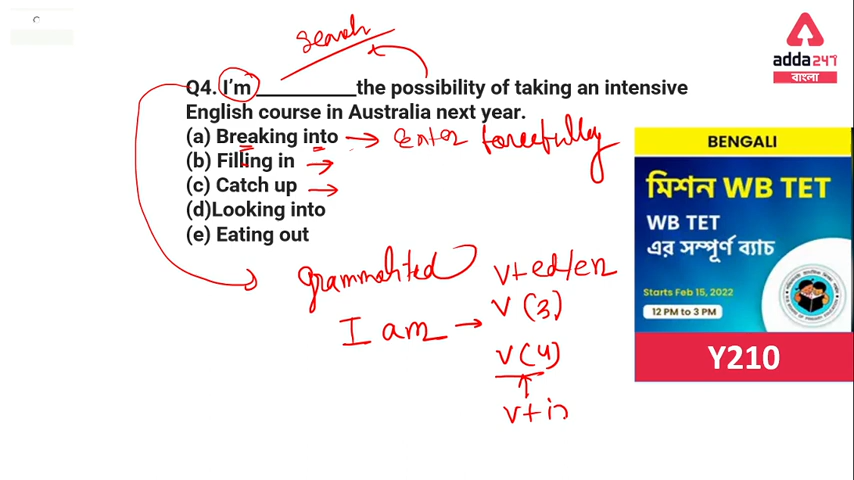 search
adda247
বাংলা
Q4. I'm __________the possibility of taking an intensive
English course in Australia next year.
(a) Breaking into → Enter forcefully
(b) Filling in →
(c) Catch up →
(d)Looking into
(e) Eating out
BENGALI
মিশন WB TET
WB TET
এর সম্পূর্ণ ব্যাচ
Starts Feb 15, 2022
12 PM to 3 PM
Y210
V+ed/en
I am → V(3)
V(4)
V+in